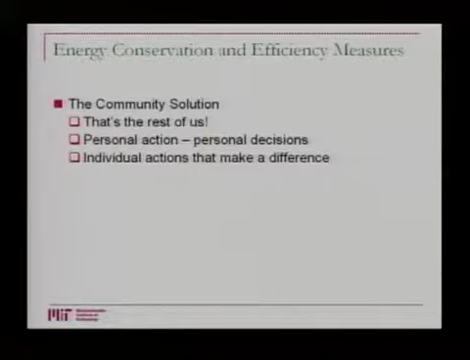 Energy Conservation and Efficiency Measures
The Community Solution
That's the rest of us!
Personal action – personal decisions
Individual actions that make a difference
MIT